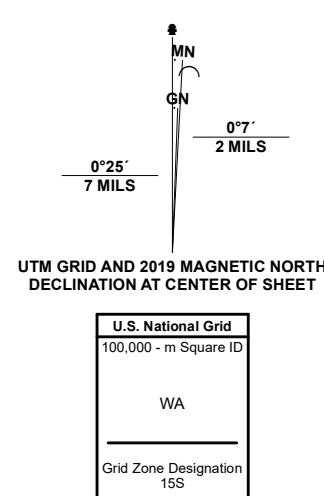 MN
GN
0°7´
2 MILS
0°25´
7 MILS
UTM GRID AND 2019 MAGNETIC NORTH
DECLINATION AT CENTER OF SHEET
U.S. National Grid
100,000 - m Square ID
WA
Grid Zone Designation
15S